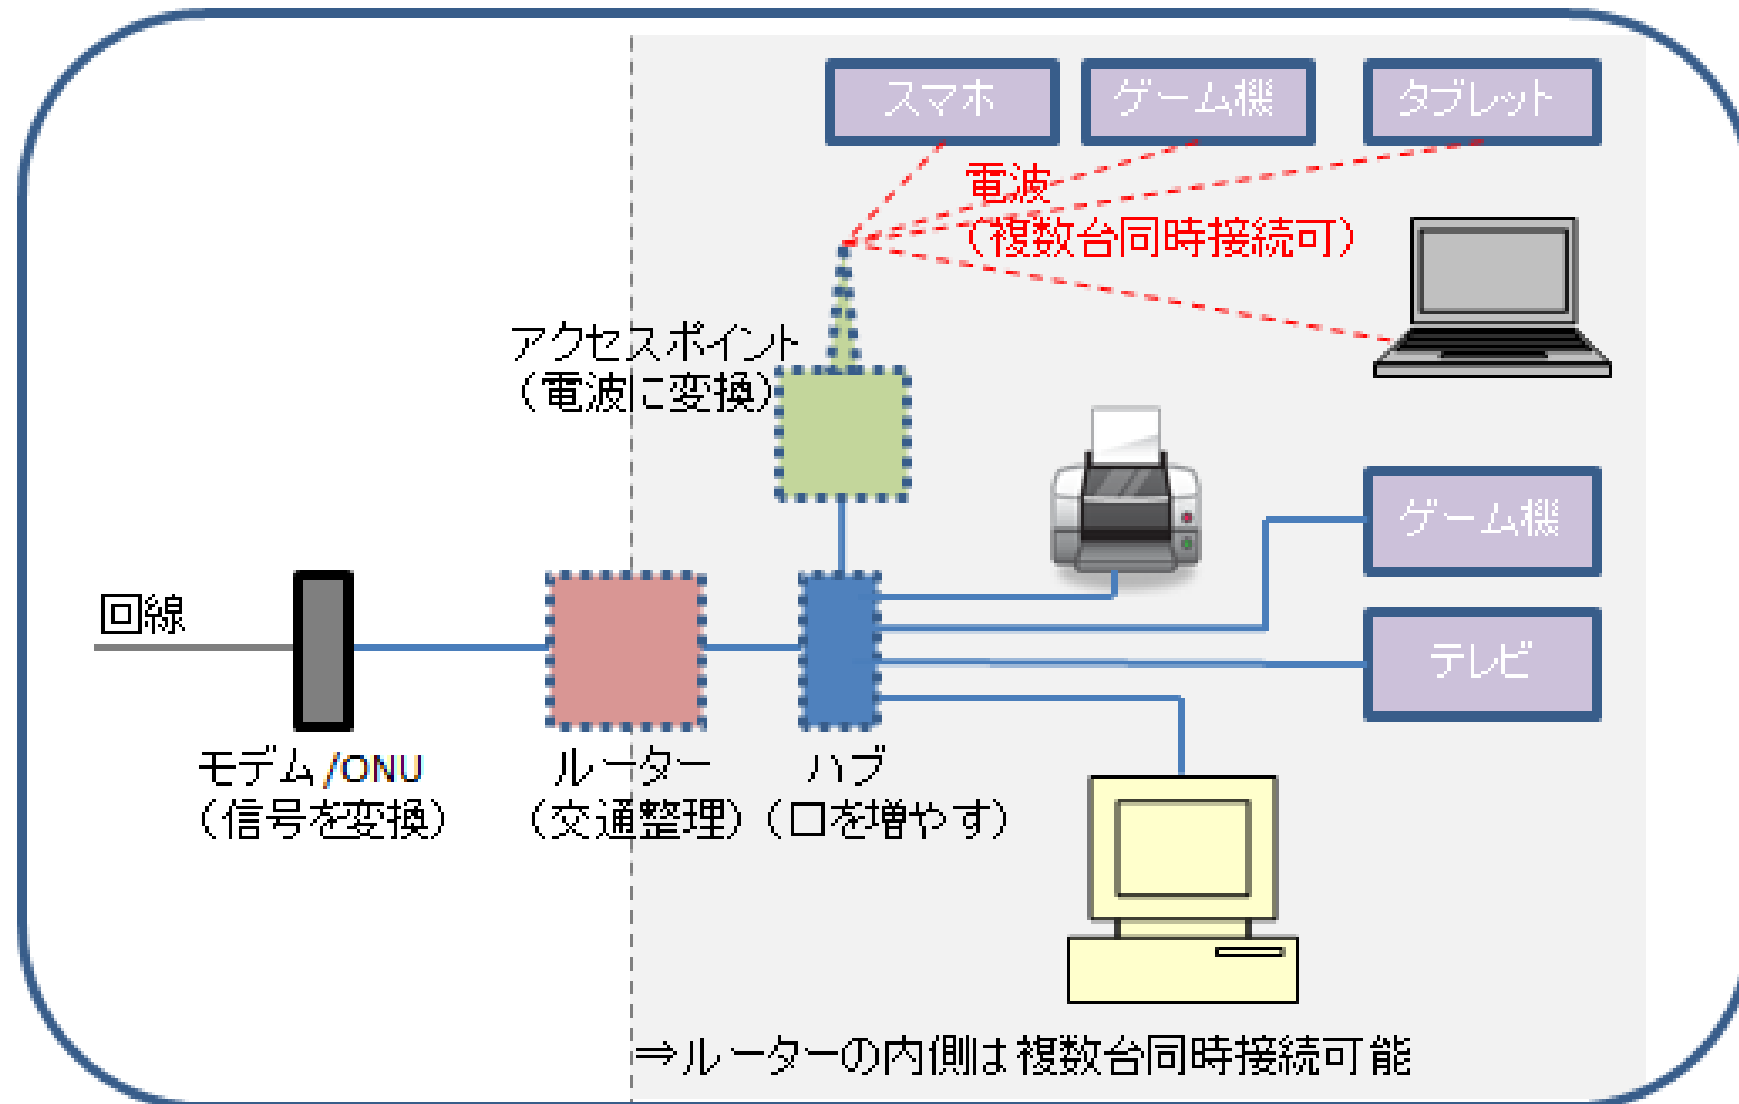 スマホ
ゲーム機
タブレット
電波
（複数台同時接続可）
アクセスポイント
（電波に変換）
ゲーム機
回線
テレビ
モデム/ONU
（信号を変換）
ルーター
（交通整理）
ハブ
（口を増やす）
⇒ルーターの内側は複数台同時接続可能